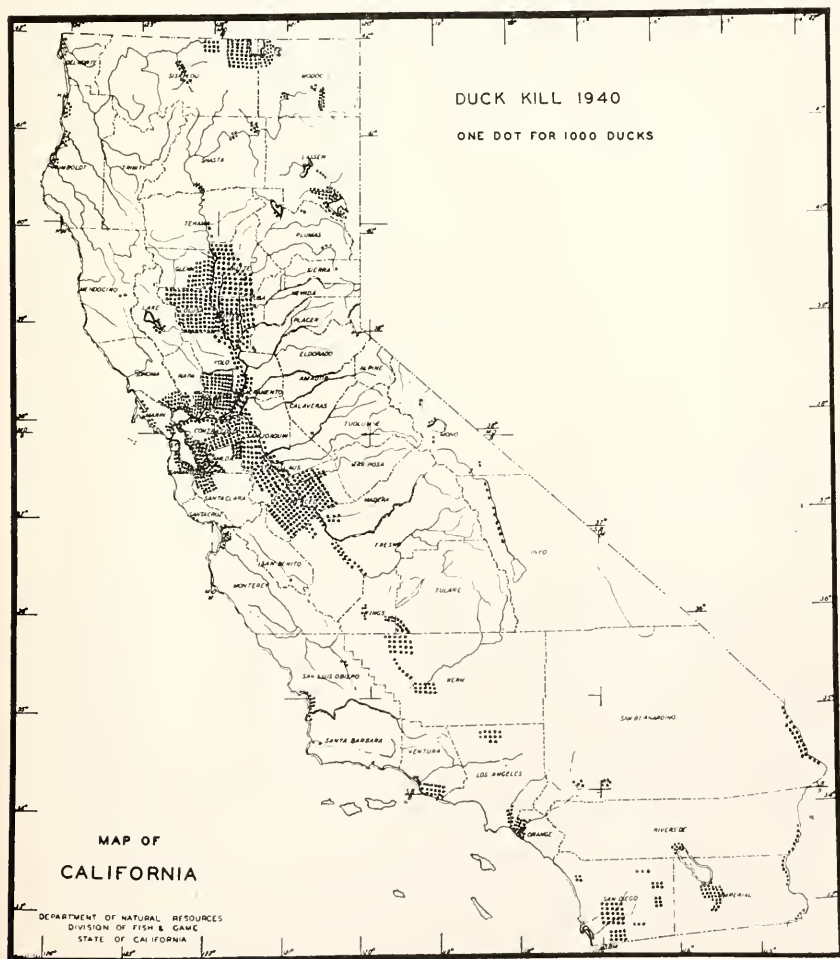 DUCK KILL 1940
ONE DOT FOR 1000 DUCKS
DEL NORTE
SISKIYOU
MODOC
HUMBOLDT
TRINITY
SHASTA
LASSEN
TEHAMA
PLUMAS
GLENN
BUTTE
SIERRA
MENDOCINO
NEVADA
LAKE
PLACER
YOLO
ELDORADO
SONOMA
NAPA
AMADOR
ALPINE
CALAVERAS
MARIN
TUOLUMNE
MONO
MARIPOSA
SANTA CLARA
MADERA
SANTA CRUZ
FRESNO
INYO
SAN BENITO
MONTEREY
TULARE
KINGS
SAN LUIS OBISPO
KERN
SAN BERNARDINO
SANTA BARBARA
VENTURA
LOS ANGELES
ORANGE
RIVERSIDE
SAN DIEGO
IMPERIAL
MAP OF
CALIFORNIA
DEPARTMENT OF NATURAL RESOURCES
DIVISION OF FISH & GAME
STATE OF CALIFORNIA